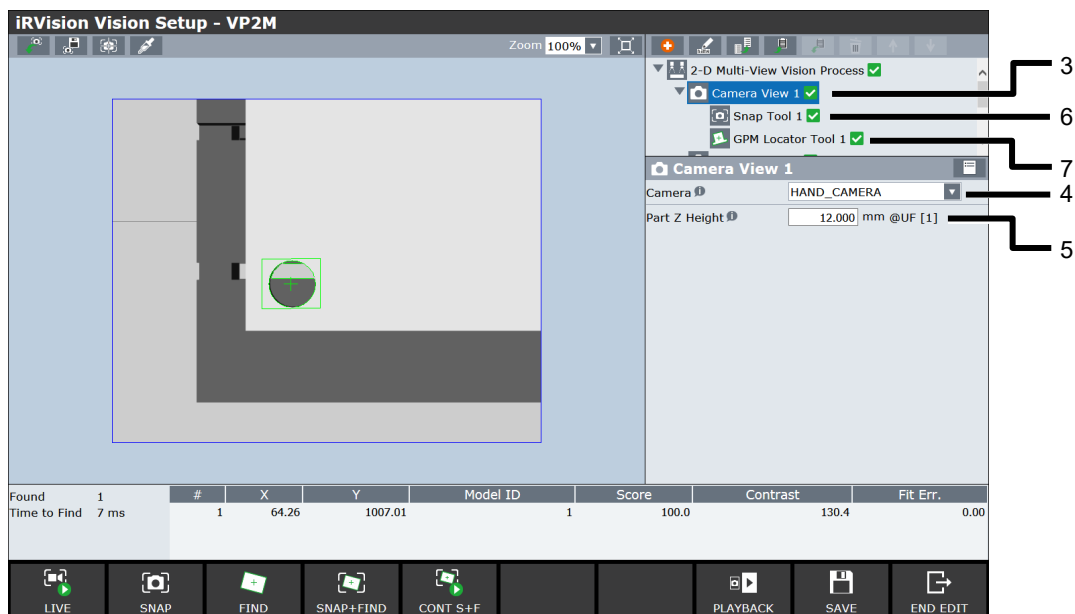 iRVision Vision Setup - VP2M
Zoom 100%
2-D Multi-View Vision Process
Camera View 1
Snap Tool 1
GPM Locator Tool 1
Camera View 1
Camera HAND_CAMERA
Part Z Height 12.000 mm @UF [1]
3
6
7
4
5
Found 1
Time to Find 7 ms
# X Y Model ID Score Contrast Fit Err.
1 64.26 1007.01 1 100.0 130.4 0.00
LIVE SNAP FIND SNAP+FIND CONT S+F PLAYBACK SAVE END EDIT